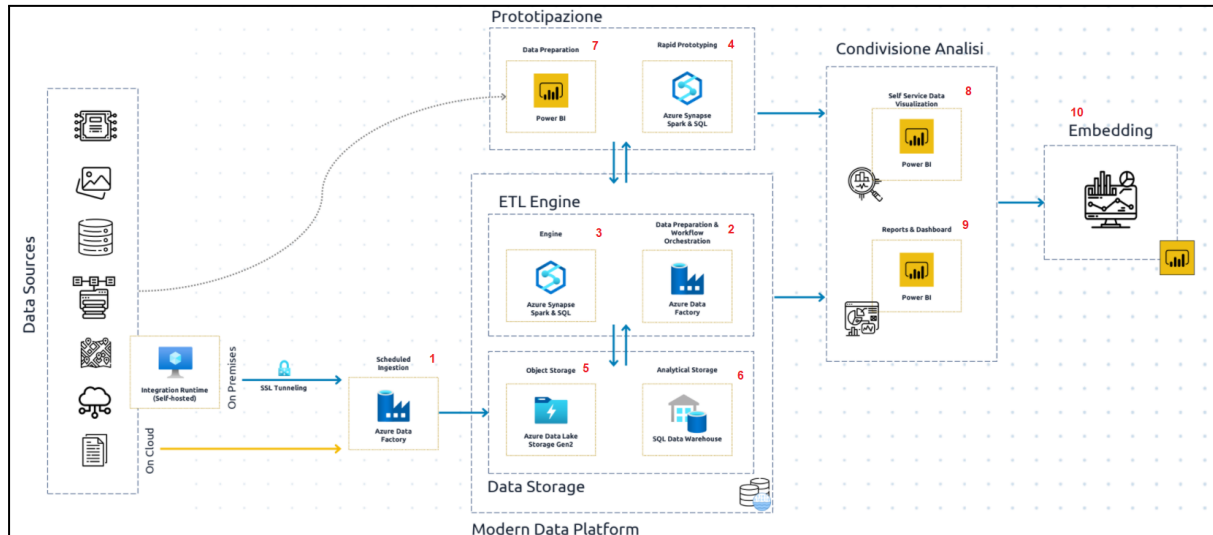 Prototipazione
Data Preparation
7
Power BI
Rapid Prototyping
4
Azure Synapse
Spark & SQL
Condivisione Analisi
Self Service Data
Visualization
8
Power BI
Reports & Dashboard
9
Power BI
10
Embedding
Data Sources
Integration Runtime
(Self-hosted)
On Premises
SSL Tunneling
On Cloud
Scheduled
Ingestion
1
Azure Data
Factory
ETL Engine
Engine
3
Azure Synapse
Spark & SQL
Data Preparation &
Workflow
Orchestration
2
Azure Data
Factory
Object Storage
5
Azure Data Lake
Storage Gen2
Analytical Storage
6
SQL Data Warehouse
Data Storage
Modern Data Platform